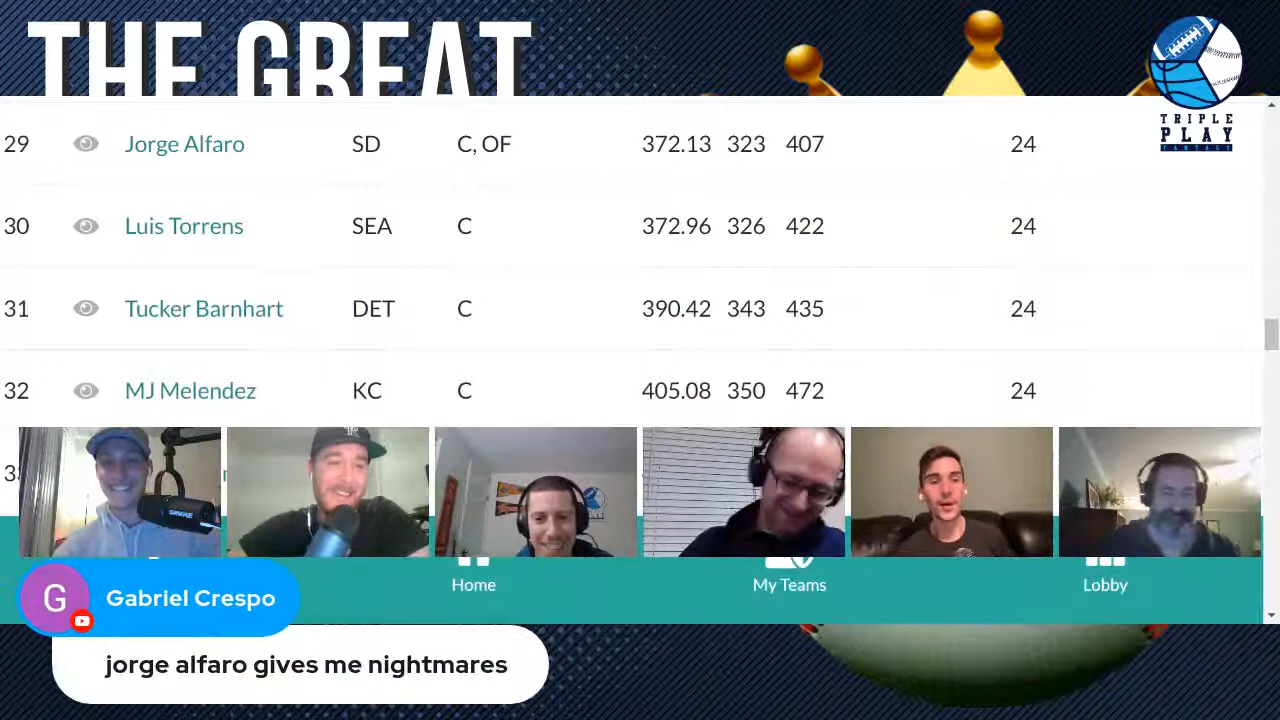 THE GREAT
TRIPLE
PLAY
FANTASY
29 Jorge Alfaro SD C, OF 372.13 323 407 24
30 Luis Torrens SEA C 372.96 326 422 24
31 Tucker Barnhart DET C 390.42 343 435 24
32 MJ Melendez KC C 405.08 350 472 24
Home
My Teams
Lobby
G
Gabriel Crespo
jorge alfaro gives me nightmares